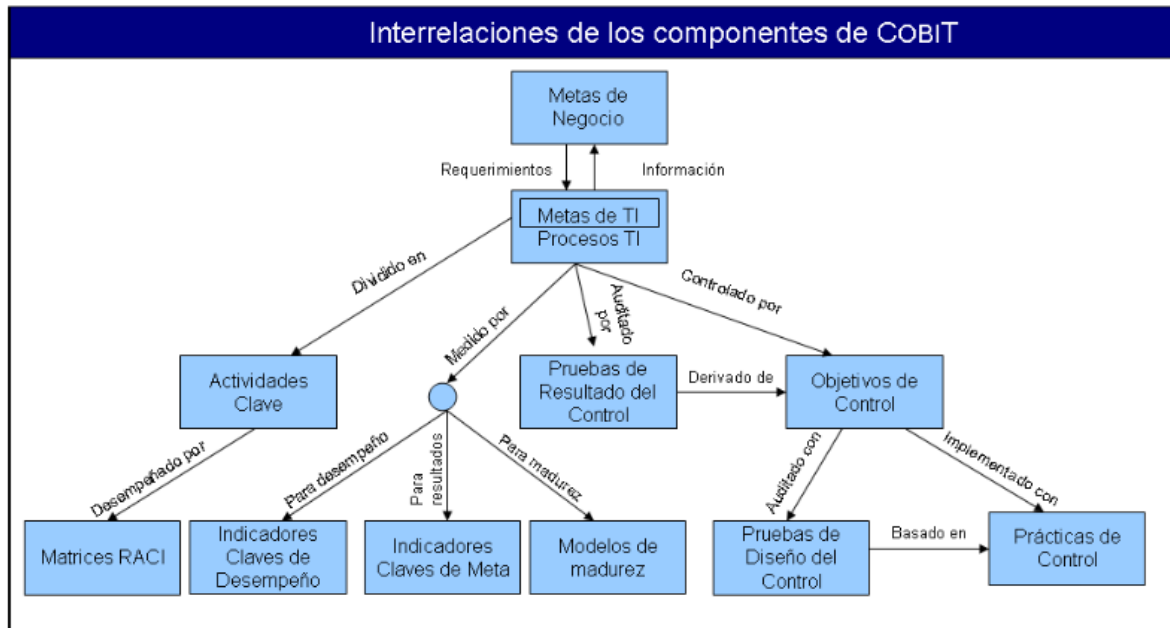 Interrelaciones de los componentes de COBIT
Metas de
Negocio
Requerimientos
Información
Metas de TI
Procesos TI
Dividido en
Medido por
Auditado
por
Controlado por
Actividades
Clave
Pruebas de
Resultado del
Control
Derivado de
Objetivos de
Control
Desempeñado por
Para desempeño
Para
resultados
Para madurez
Auditado con
Implementado con
Matrices RACI
Indicadores
Claves de
Desempeño
Indicadores
Claves de Meta
Modelos de
madurez
Pruebas de
Diseño del
Control
Basado en
Prácticas de
Control